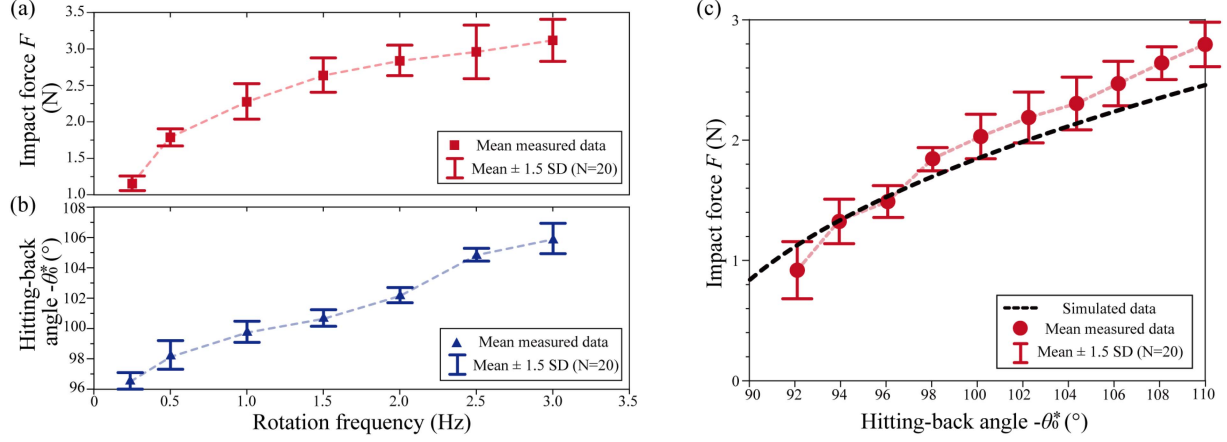 (a)
Impact force F
(N)
3.5
3.0
2.5
2.0
1.5
1.0
Mean measured data
Mean ± 1.5 SD (N=20)
(b)
Hitting-back
angle -θ₀* (°)
108
106
104
102
100
98
96
Mean measured data
Mean ± 1.5 SD (N=20)
0 0.5 1.0 1.5 2.0 2.5 3.0 3.5
Rotation frequency (Hz)
(c)
Impact force F (N)
3
2
1
0
Simulated data
Mean measured data
Mean ± 1.5 SD (N=20)
90 92 94 96 98 100 102 104 106 108 110
Hitting-back angle -θ₀* (°)